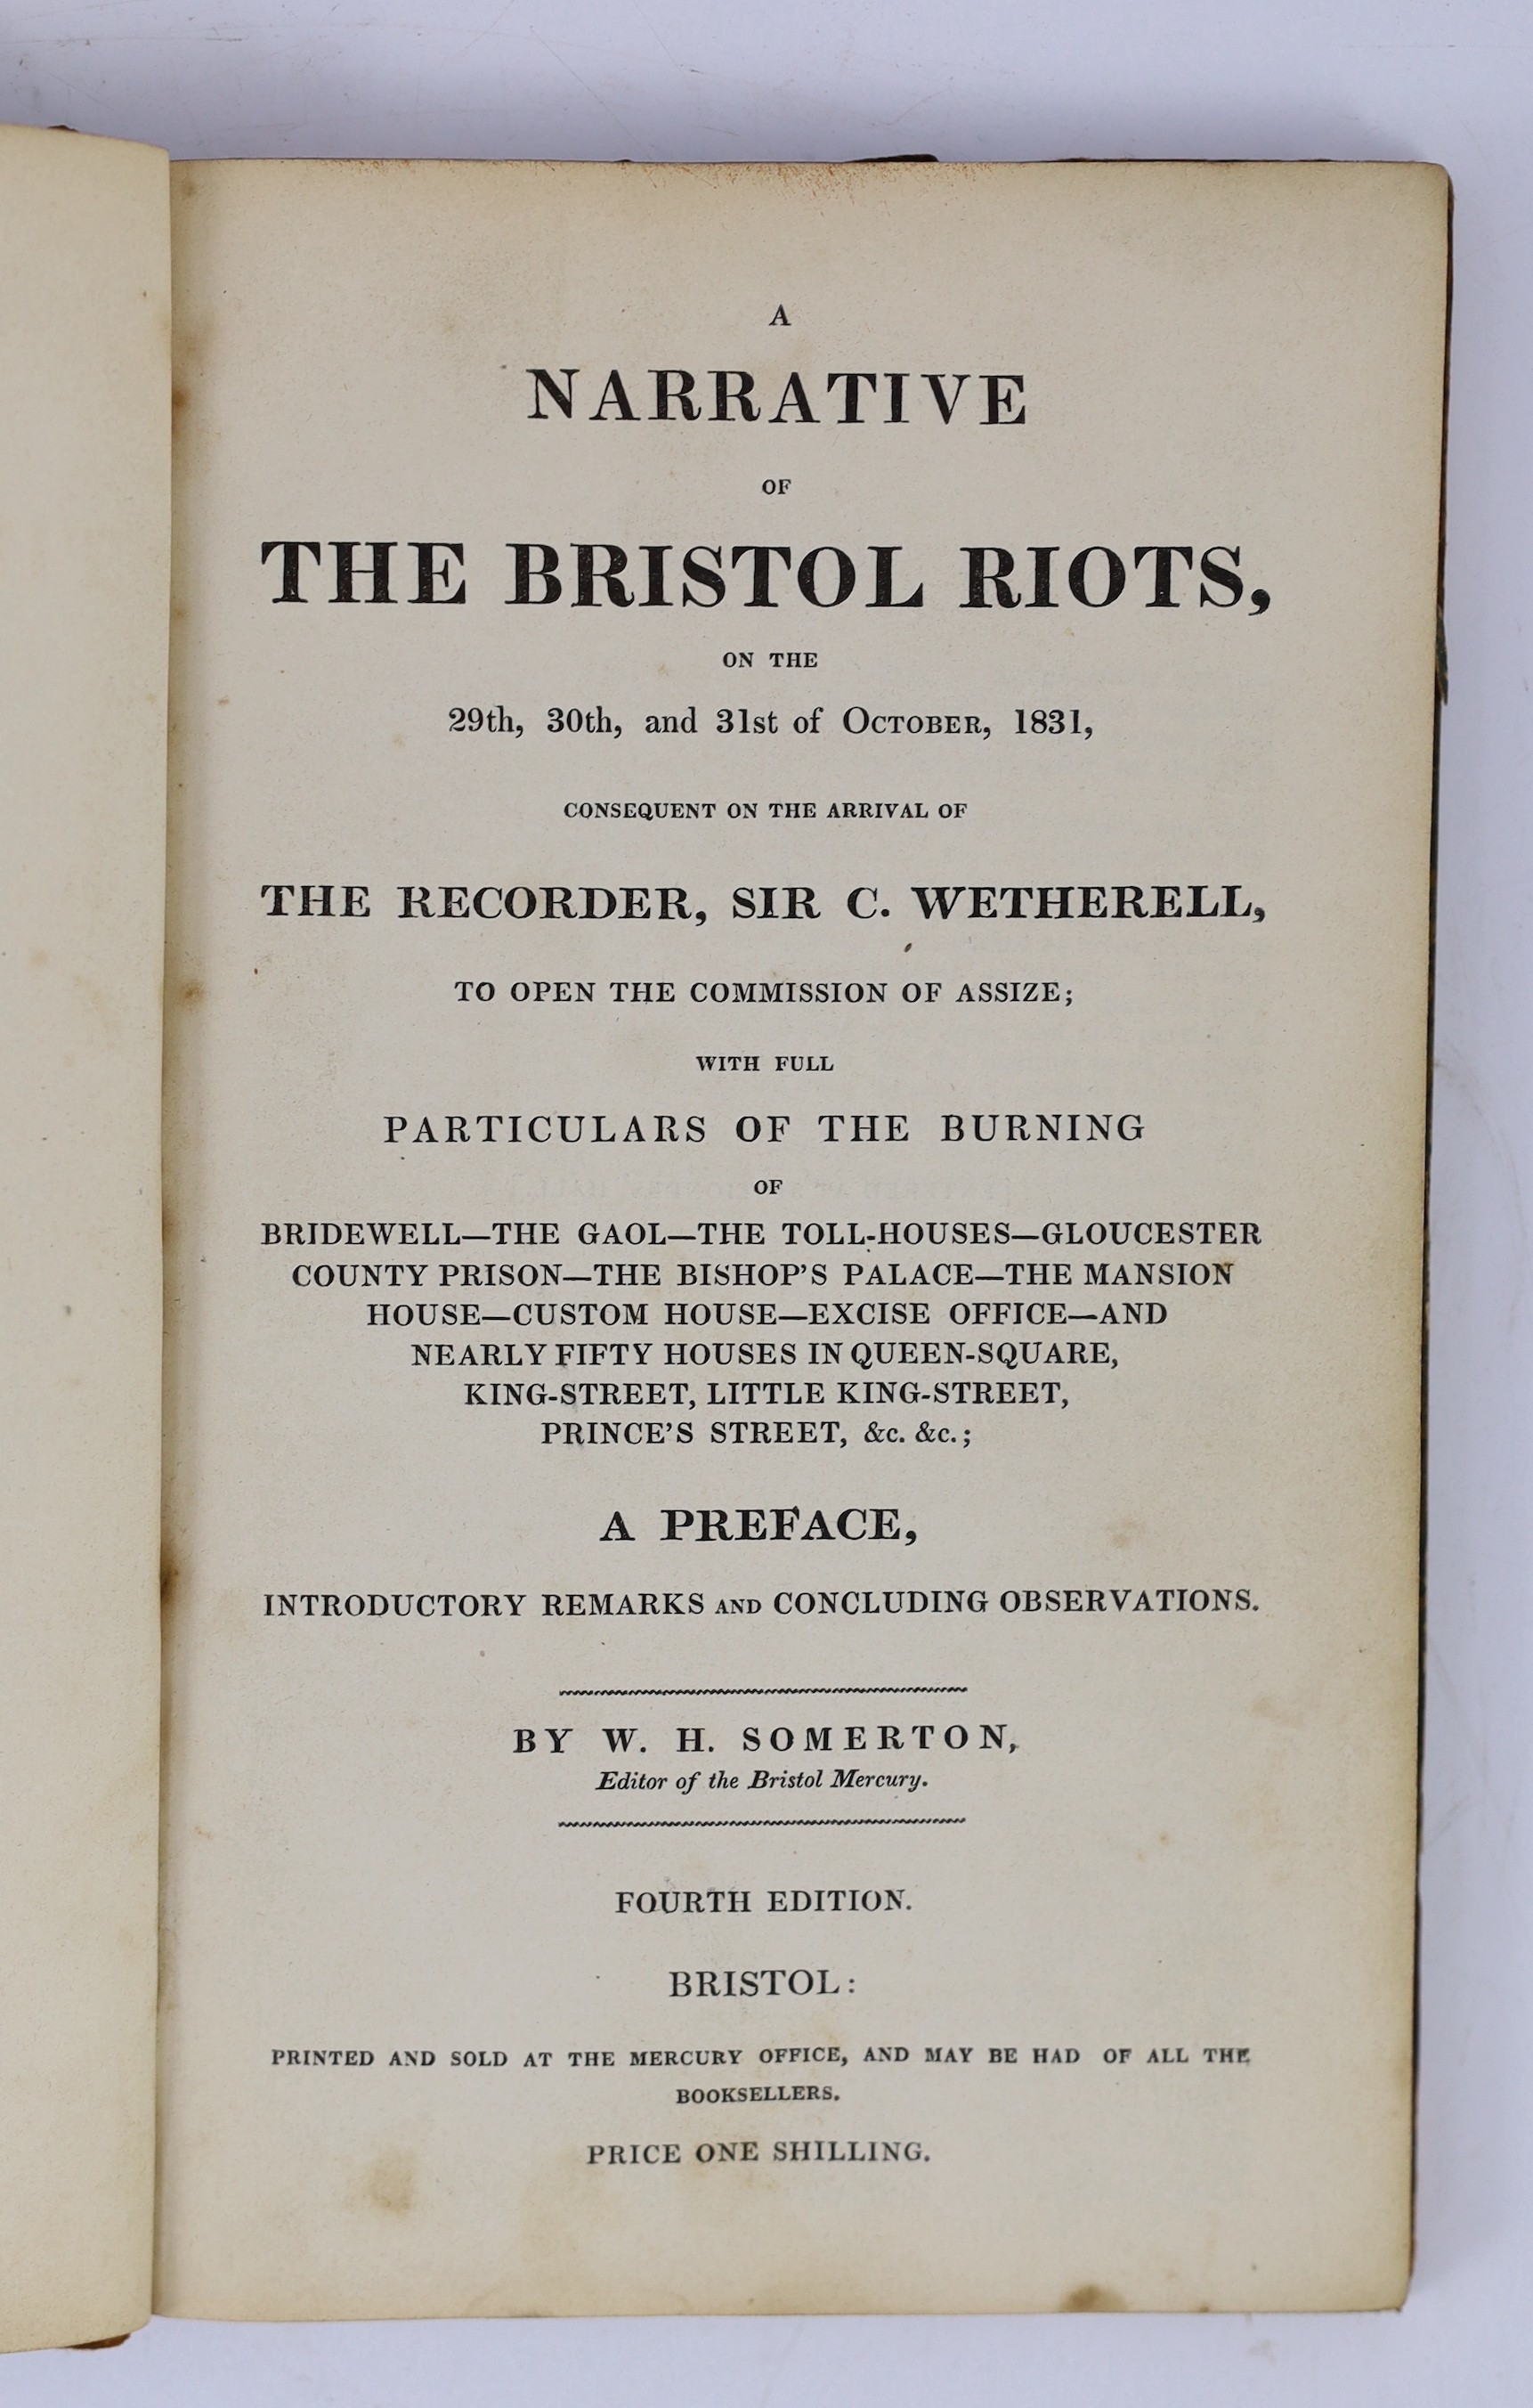 A
NARRATIVE
OF
THE BRISTOL RIOTS,
ON THE
29th, 30th, and 31st of OCTOBER, 1831,
CONSEQUENT ON THE ARRIVAL OF
THE RECORDER, SIR C. WETHERELL,
TO OPEN THE COMMISSION OF ASSIZE;
WITH FULL
PARTICULARS OF THE BURNING
OF
BRIDEWELL—THE GAOL—THE TOLL-HOUSES—GLOUCESTER
COUNTY PRISON—THE BISHOP'S PALACE—THE MANSION
HOUSE—CUSTOM HOUSE—EXCISE OFFICE—AND
NEARLY FIFTY HOUSES IN QUEEN-SQUARE,
KING-STREET, LITTLE KING-STREET,
PRINCE'S STREET, &c. &c.;
A PREFACE,
INTRODUCTORY REMARKS AND CONCLUDING OBSERVATIONS.
BY W. H. SOMERTON,
Editor of the Bristol Mercury.
FOURTH EDITION.
BRISTOL:
PRINTED AND SOLD AT THE MERCURY OFFICE, AND MAY BE HAD OF ALL THE
BOOKSELLERS.
PRICE ONE SHILLING.